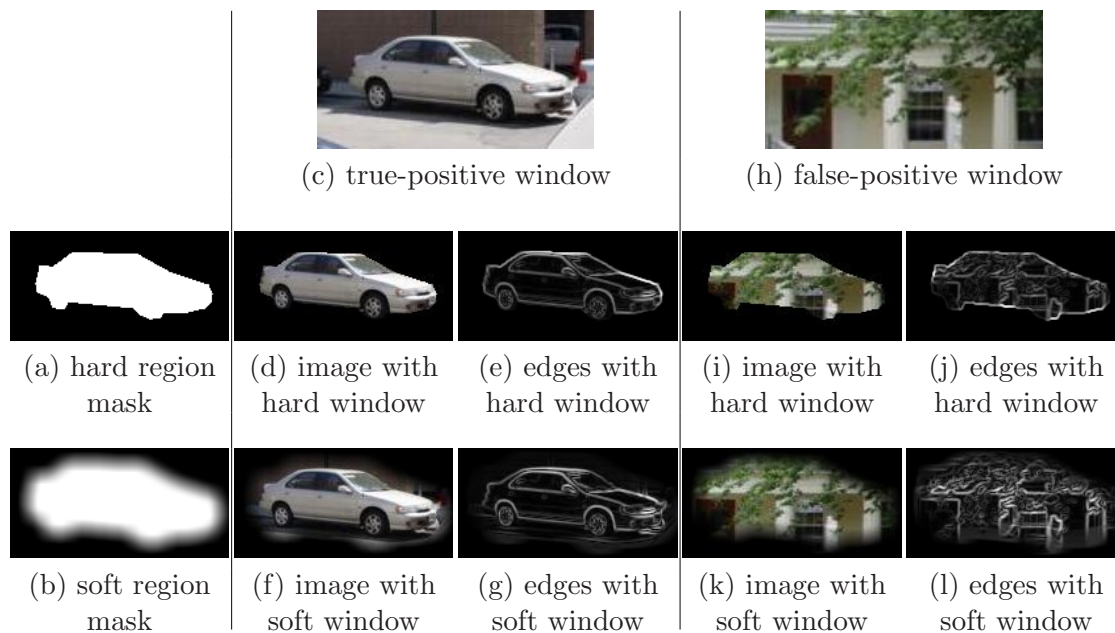 (c) true-positive window
(h) false-positive window
(a) hard region
mask
(d) image with
hard window
(e) edges with
hard window
(i) image with
hard window
(j) edges with
hard window
(b) soft region
mask
(f) image with
soft window
(g) edges with
soft window
(k) image with
soft window
(l) edges with
soft window